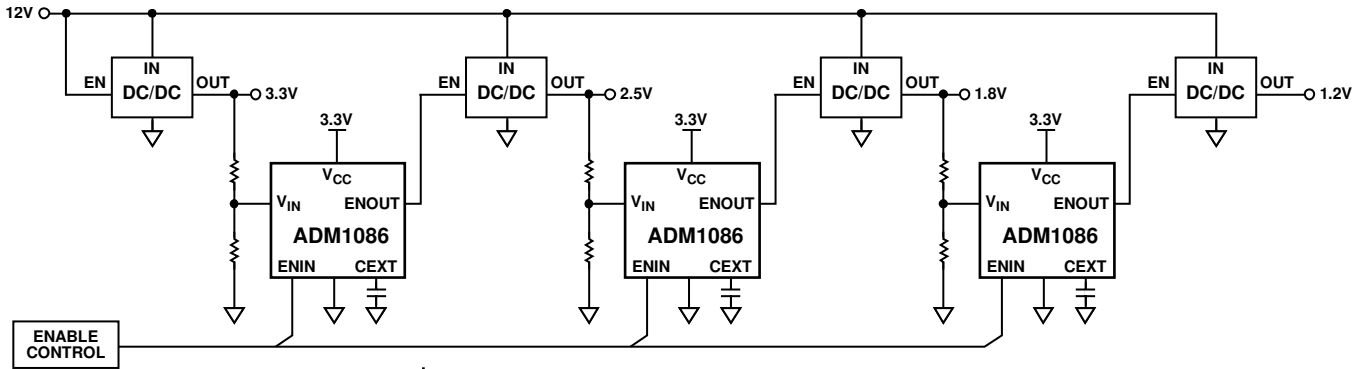 12V
IN
EN
DC/DC
OUT
3.3V
IN
EN
DC/DC
OUT
2.5V
IN
EN
DC/DC
OUT
1.8V
IN
EN
DC/DC
OUT
1.2V
3.3V
VCC
VIN
ENOUT
ADM1086
ENIN
CEXT
3.3V
VCC
VIN
ENOUT
ADM1086
ENIN
CEXT
3.3V
VCC
VIN
ENOUT
ADM1086
ENIN
CEXT
ENABLE
CONTROL